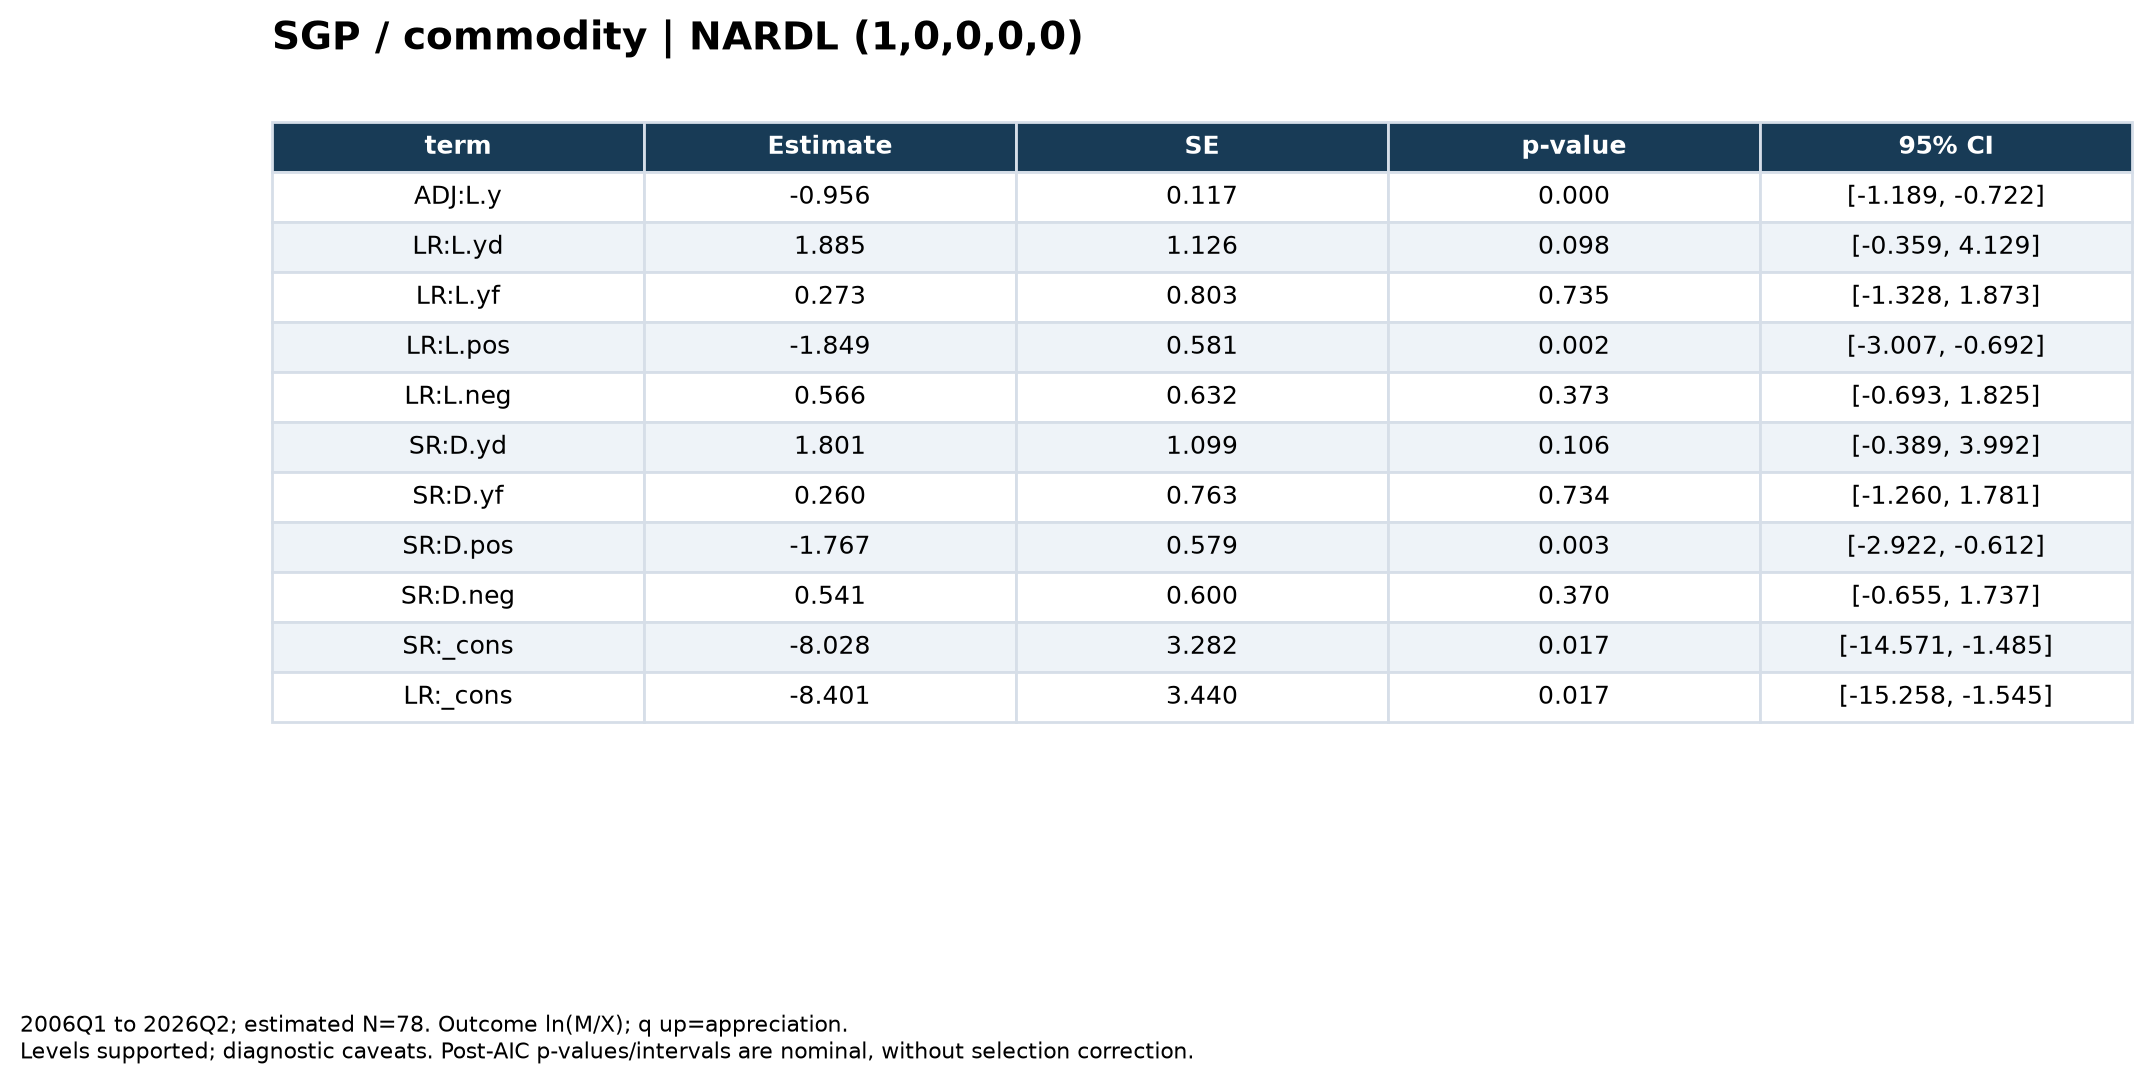 SGP / commodity | NARDL (1,0,0,0,0)
term Estimate SE p-value 95% CI
ADJ:L.y -0.956 0.117 0.000 [-1.189, -0.722]
LR:L.yd 1.885 1.126 0.098 [-0.359, 4.129]
LR:L.yf 0.273 0.803 0.735 [-1.328, 1.873]
LR:L.pos -1.849 0.581 0.002 [-3.007, -0.692]
LR:L.neg 0.566 0.632 0.373 [-0.693, 1.825]
SR:D.yd 1.801 1.099 0.106 [-0.389, 3.992]
SR:D.yf 0.260 0.763 0.734 [-1.260, 1.781]
SR:D.pos -1.767 0.579 0.003 [-2.922, -0.612]
SR:D.neg 0.541 0.600 0.370 [-0.655, 1.737]
SR:_cons -8.028 3.282 0.017 [-14.571, -1.485]
LR:_cons -8.401 3.440 0.017 [-15.258, -1.545]
2006Q1 to 2026Q2; estimated N=78. Outcome ln(M/X); q up=appreciation.
Levels supported; diagnostic caveats. Post-AIC p-values/intervals are nominal, without selection correction.